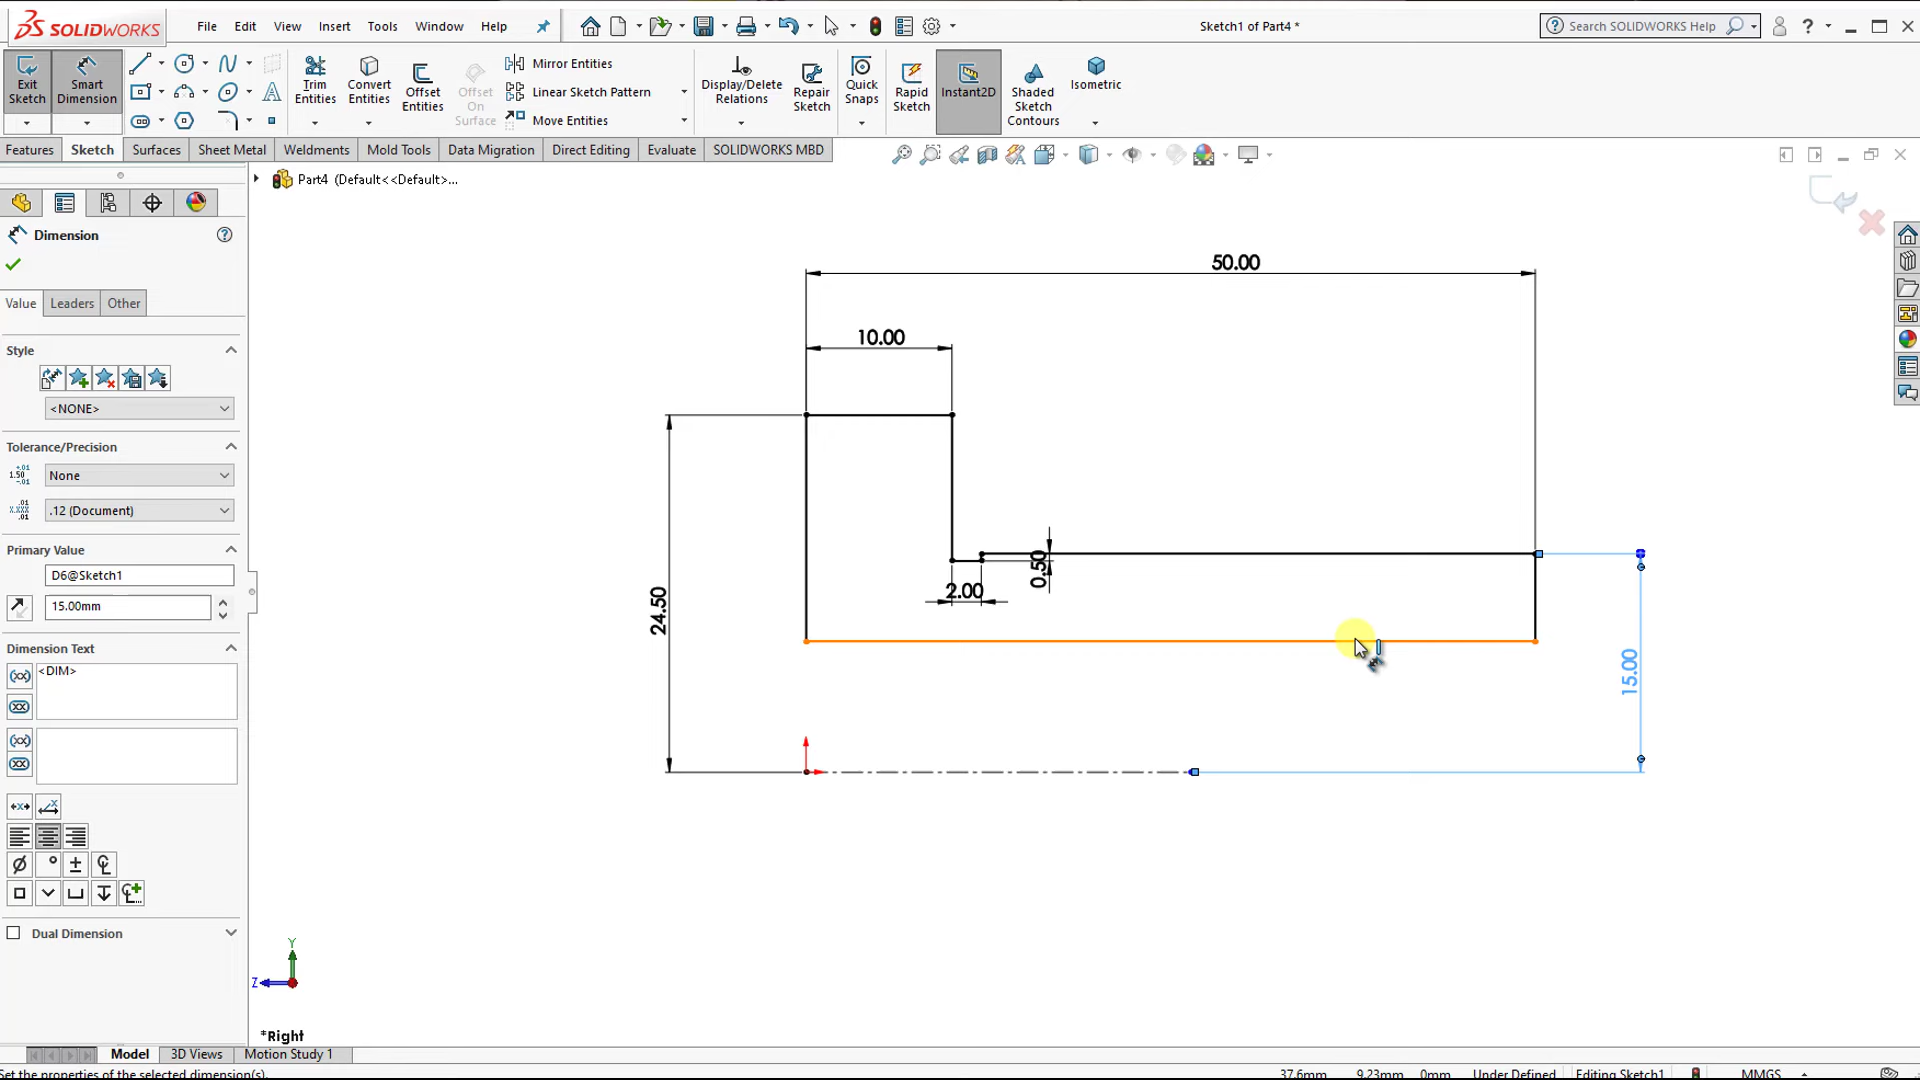 SOLIDWORKS
File
Edit
View
Insert
Tools
Window
Help
Sketch1 of Part4 *
Search SOLIDWORKS Help
?
Exit Sketch
Smart Dimension
Trim Entities
Convert Entities
Offset Entities
Offset On Surface
Mirror Entities
Linear Sketch Pattern
Move Entities
Display/Delete Relations
Repair Sketch
Quick Snaps
Rapid Sketch
Instant2D
Shaded Sketch Contours
Isometric
Features
Sketch
Surfaces
Sheet Metal
Weldments
Mold Tools
Data Migration
Direct Editing
Evaluate
SOLIDWORKS MBD
Part4 (Default<<Default>...
Dimension
Value
Leaders
Other
Style
<NONE>
Tolerance/Precision
None
.12 (Document)
Primary Value
D6@Sketch1
15.00mm
Dimension Text
<DIM>
Dual Dimension
50.00
10.00
24.50
2.00
0.50
15.00
Y
Z
*Right
Model
3D Views
Motion Study 1
Set the properties of the selected dimension(s).
37.6mm
9.23mm
0mm
Under Defined
Editing Sketch1
MMGS